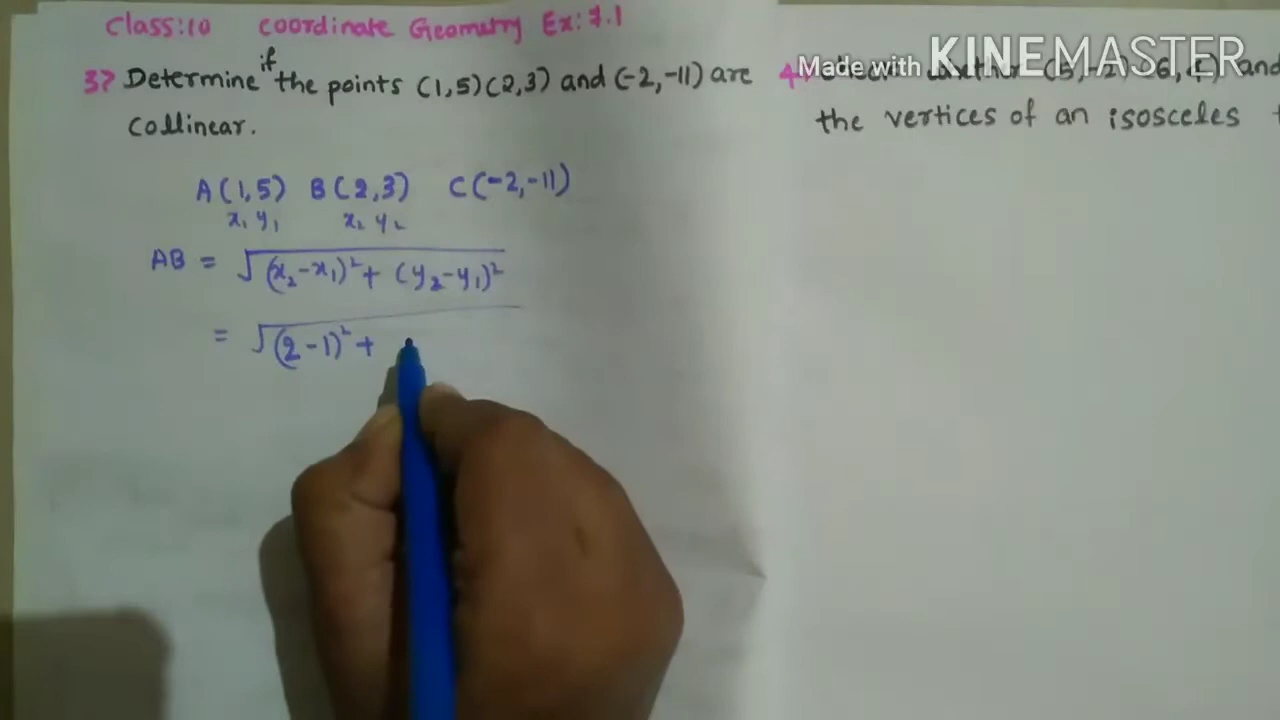 Class:10 Coordinate Geometry Ex: 7.1
3> Determine if the points (1,5)(2,3) and (-2,-11) are
collinear.
A(1,5) B(2,3) C(-2,-11)
x₁ y₁ x₂ y₂
AB = √(x₂-x₁)²+ (y₂-y₁)²
= √(2-1)²+
Made with KINEMASTER
4> and
the vertices of an isosceles